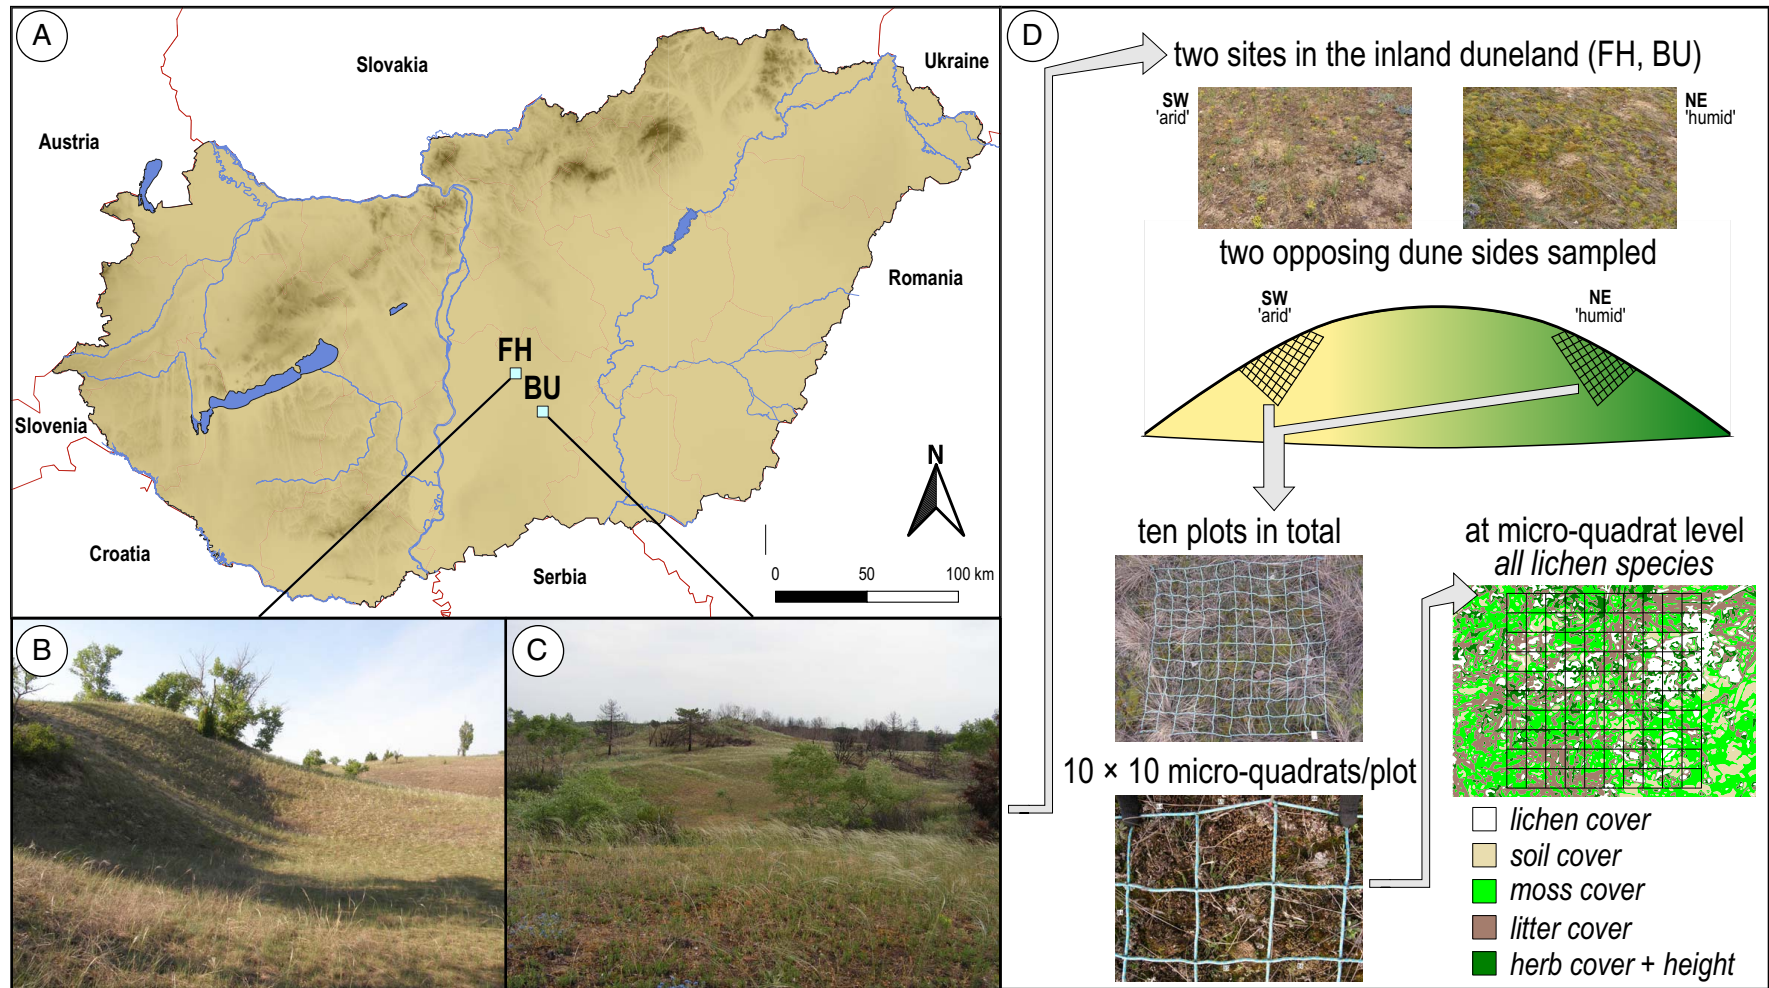 A
Slovakia
Ukraine
Austria
Romania
FH
BU
Slovenia
N
Croatia
Serbia
0 50 100 km
B
C
D
two sites in the inland duneland (FH, BU)
SW
'arid'
NE
'humid'
two opposing dune sides sampled
SW
'arid'
NE
'humid'
ten plots in total
at micro-quadrat level
all lichen species
10 × 10 micro-quadrats/plot
lichen cover
soil cover
moss cover
litter cover
herb cover + height